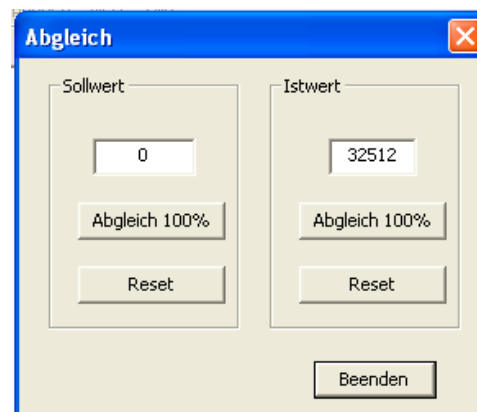 Abgleich
Sollwert Istwert
0 32512
Abgleich 100% Abgleich 100%
Reset Reset
Beenden